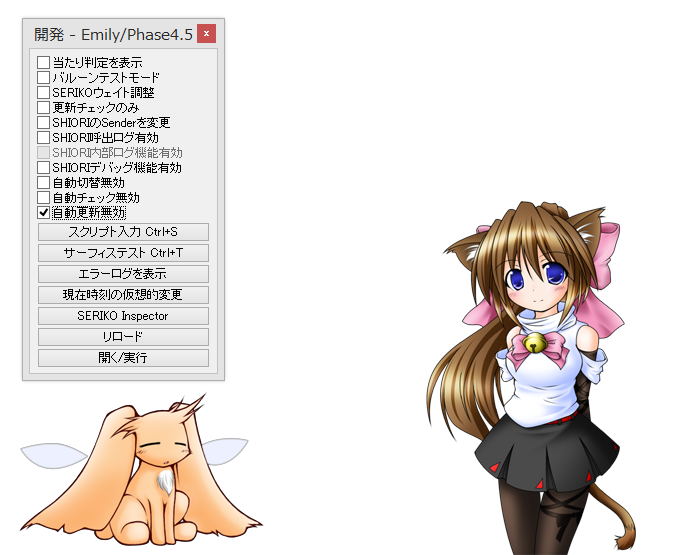 開発 - Emily/Phase4.5
当たり判定を表示
バルーンテストモード
SERIKOウェイト調整
更新チェックのみ
SHIORIのSenderを変更
SHIORI呼出ログ有効
SHIORI内部ログ機能有効
SHIORIデバッグ機能有効
自動切替無効
自動チェック無効
自動更新無効
スクリプト入力 Ctrl+S
サーフィステスト Ctrl+T
エラーログを表示
現在時刻の仮想的変更
SERIKO Inspector
リロード
開く/実行